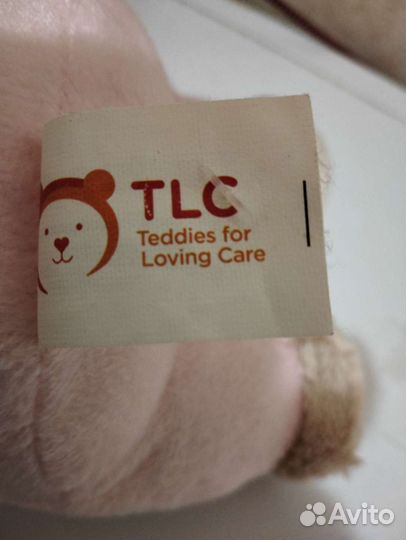 TLC
Teddies for
Loving Care
Avito